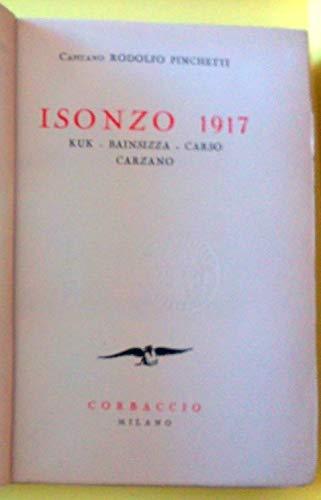 CAPITANO RODOLFO PINCHETTI
ISONZO 1917
KUK - BAINSIZZA - CARSO
CARZANO
CORBACCIO
MILANO